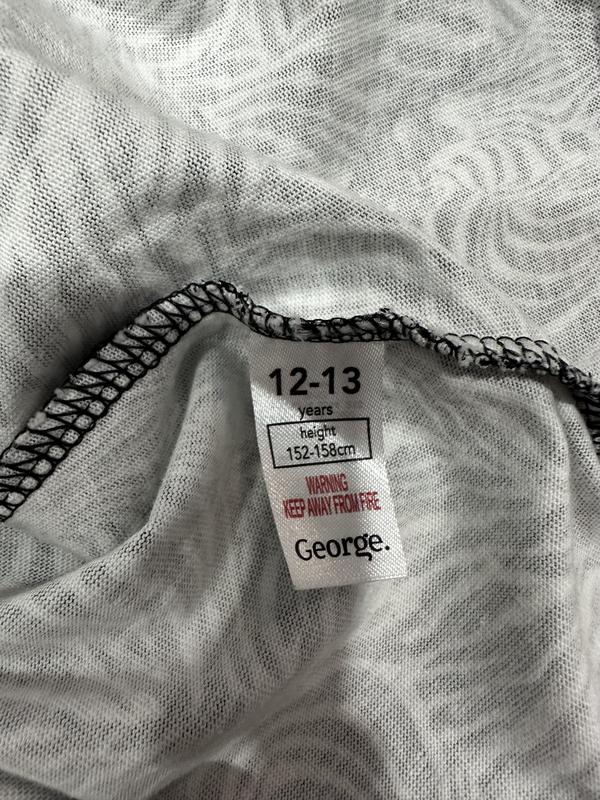 12-13
years
height
152-158cm
WARNING
KEEP AWAY FROM FIRE
George.